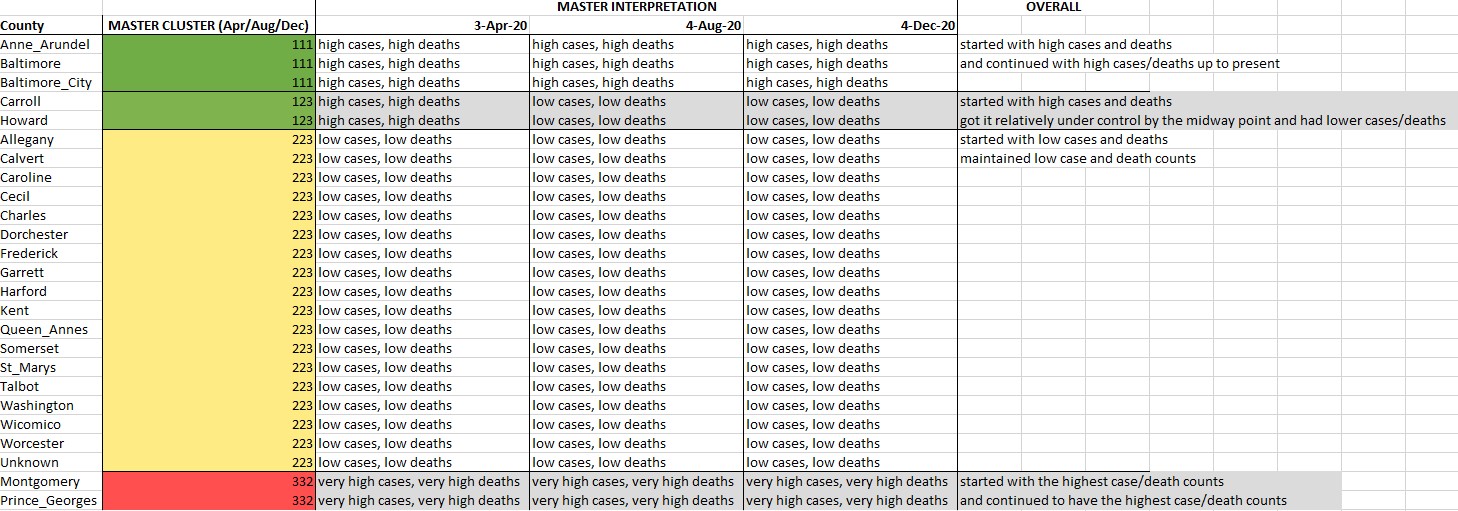 MASTER INTERPRETATION OVERALL
County MASTER CLUSTER (Apr/Aug/Dec) 3-Apr-20 4-Aug-20 4-Dec-20
Anne_Arundel 111 high cases, high deaths high cases, high deaths high cases, high deaths started with high cases and deaths
Baltimore 111 high cases, high deaths high cases, high deaths high cases, high deaths and continued with high cases/deaths up to present
Baltimore_City 111 high cases, high deaths high cases, high deaths high cases, high deaths
Carroll 123 high cases, high deaths low cases, low deaths low cases, low deaths started with high cases and deaths
Howard 123 high cases, high deaths low cases, low deaths low cases, low deaths got it relatively under control by the midway point and had lower cases/deaths
Allegany 223 low cases, low deaths low cases, low deaths low cases, low deaths started with low cases and deaths
Calvert 223 low cases, low deaths low cases, low deaths low cases, low deaths maintained low case and death counts
Caroline 223 low cases, low deaths low cases, low deaths low cases, low deaths
Cecil 223 low cases, low deaths low cases, low deaths low cases, low deaths
Charles 223 low cases, low deaths low cases, low deaths low cases, low deaths
Dorchester 223 low cases, low deaths low cases, low deaths low cases, low deaths
Frederick 223 low cases, low deaths low cases, low deaths low cases, low deaths
Garrett 223 low cases, low deaths low cases, low deaths low cases, low deaths
Harford 223 low cases, low deaths low cases, low deaths low cases, low deaths
Kent 223 low cases, low deaths low cases, low deaths low cases, low deaths
Queen_Annes 223 low cases, low deaths low cases, low deaths low cases, low deaths
Somerset 223 low cases, low deaths low cases, low deaths low cases, low deaths
St_Marys 223 low cases, low deaths low cases, low deaths low cases, low deaths
Talbot 223 low cases, low deaths low cases, low deaths low cases, low deaths
Washington 223 low cases, low deaths low cases, low deaths low cases, low deaths
Wicomico 223 low cases, low deaths low cases, low deaths low cases, low deaths
Worcester 223 low cases, low deaths low cases, low deaths low cases, low deaths
Unknown 223 low cases, low deaths low cases, low deaths low cases, low deaths
Montgomery 332 very high cases, very high deaths very high cases, very high deaths very high cases, very high deaths started with the highest case/death counts
Prince_Georges 332 very high cases, very high deaths very high cases, very high deaths very high cases, very high deaths and continued to have the highest case/death counts